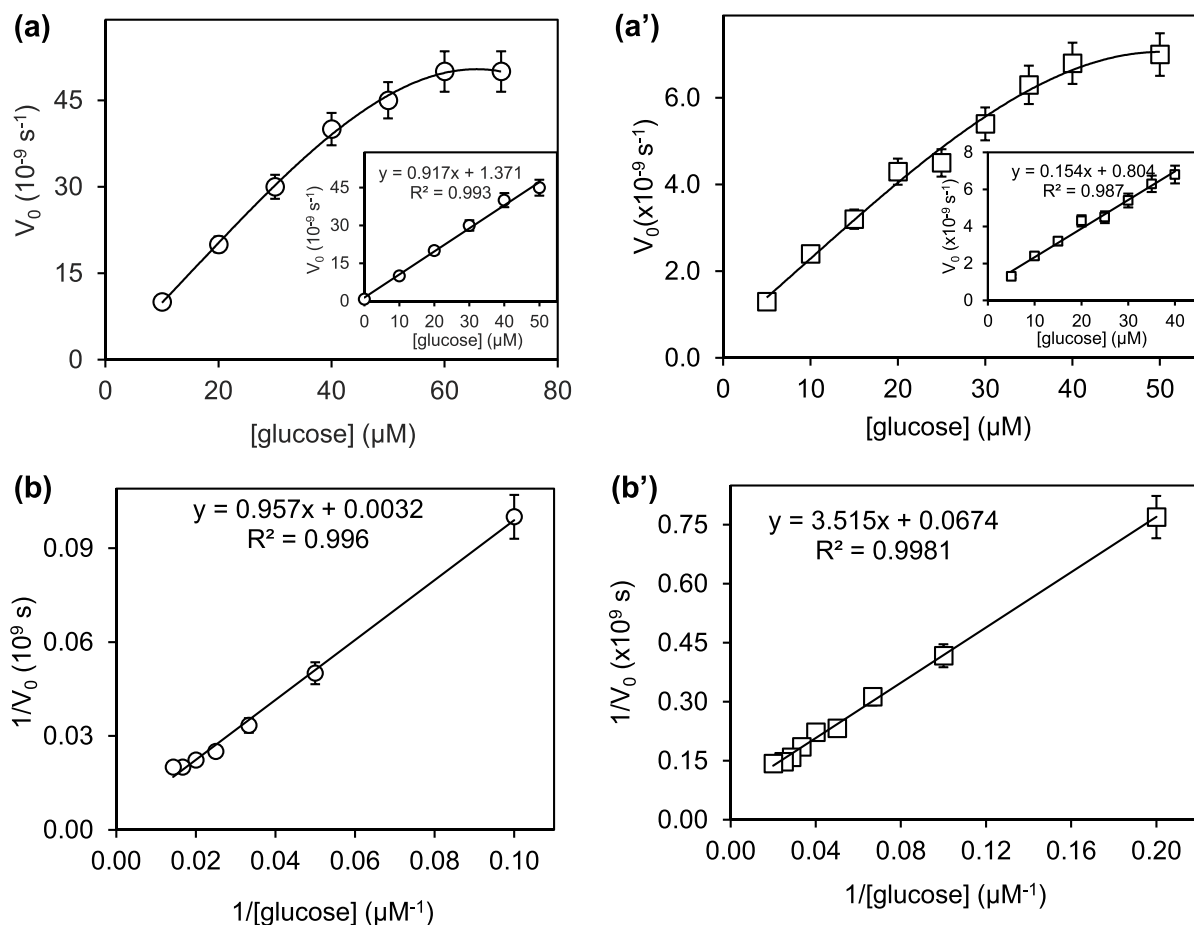 (a)
V₀ (10⁻⁹ s⁻¹)
45
30
15
0
0 20 40 60 80
[glucose] (µM)
y = 0.917x + 1.371
R² = 0.993
V₀ (10⁻⁹ s⁻¹)
45
30
15
0
0 10 20 30 40 50
[glucose] (µM)
(a')
V₀(x10⁻⁹ s⁻¹)
6.0
4.0
2.0
0.0
0 10 20 30 40 50
[glucose] (µM)
y = 0.154x + 0.804
R² = 0.987
V₀ (x10⁻⁹ s⁻¹)
8
6
4
2
0
0 10 20 30 40
[glucose] (µM)
(b)
y = 0.957x + 0.0032
R² = 0.996
1/V₀ (10⁹ s)
0.09
0.06
0.03
0.00
0.00 0.02 0.04 0.06 0.08 0.10
1/[glucose] (µM⁻¹)
(b')
y = 3.515x + 0.0674
R² = 0.9981
1/V₀ (x10⁹ s)
0.75
0.60
0.45
0.30
0.15
0.00
0.00 0.04 0.08 0.12 0.16 0.20
1/[glucose] (µM⁻¹)